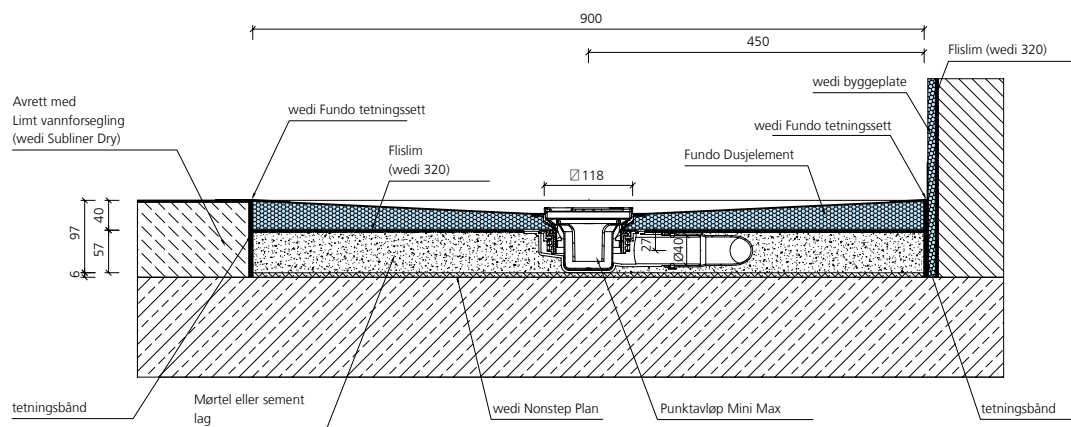 900
450
Flislim (wedi 320)
wedi byggeplate
Avrett med
Limt vannforsegling
(wedi Subliner Dry)
wedi Fundo tetningssett
wedi Fundo tetningssett
Flislim
(wedi 320)
Fundo Dusjelement
118
97
40
57
6
27
Ø40
tetningsbånd
Mørtel eller sement
lag
wedi Nonstep Plan
Punktavløp Mini Max
tetningsbånd